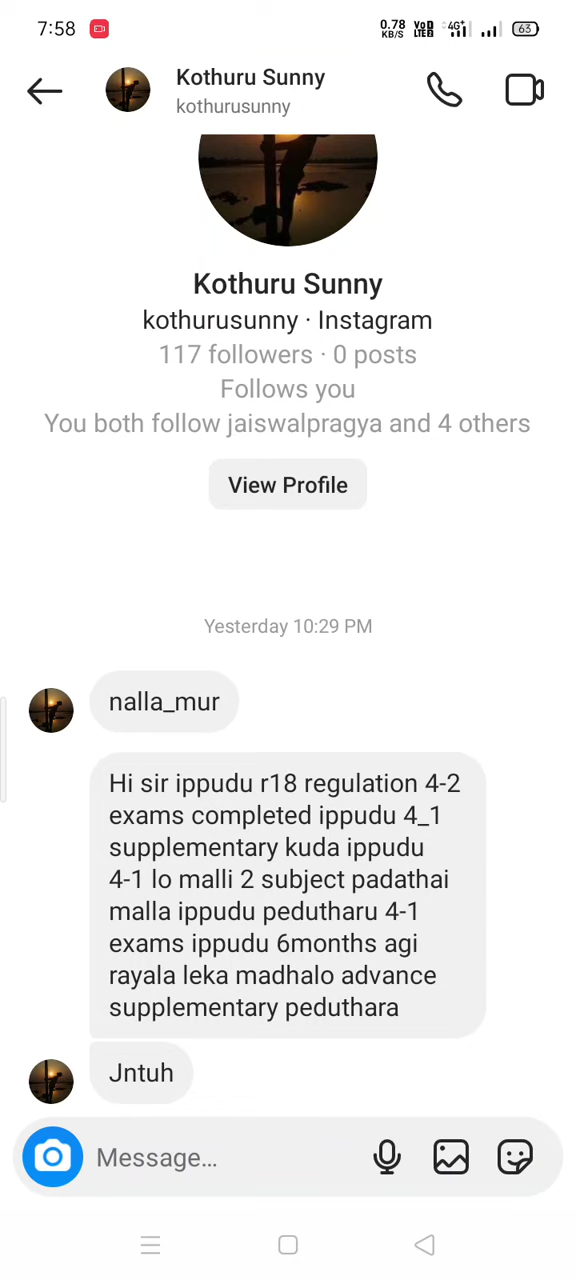 7:58
0.78
KB/S
VoD
LTE2
4G+
63
Kothuru Sunny
kothurusunny
Kothuru Sunny
kothurusunny · Instagram
117 followers · 0 posts
Follows you
You both follow jaiswalpragya and 4 others
View Profile
Yesterday 10:29 PM
nalla_mur
Hi sir ippudu r18 regulation 4-2
exams completed ippudu 4_1
supplementary kuda ippudu
4-1 lo malli 2 subject padathai
malla ippudu pedutharu 4-1
exams ippudu 6months agi
rayala leka madhalo advance
supplementary peduthara
Jntuh
Message...